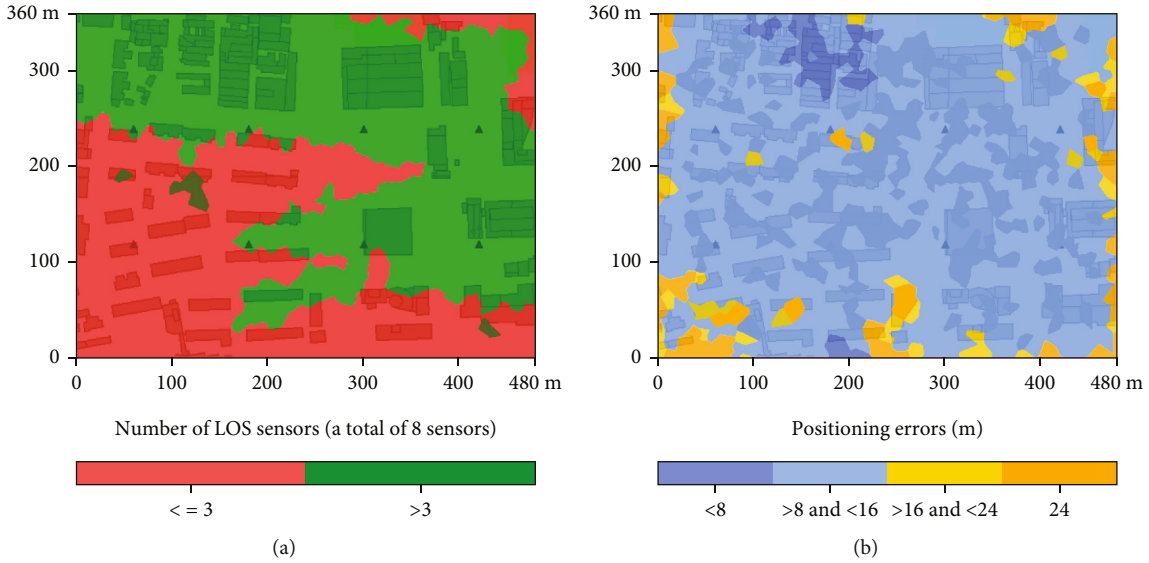 360 m
300
200
100
0
0 100 200 300 400 480 m
Number of LOS sensors (a total of 8 sensors)
< = 3 >3
(a)
360 m
300
200
100
0
0 100 200 300 400 480 m
Positioning errors (m)
<8 >8 and <16 >16 and <24 24
(b)